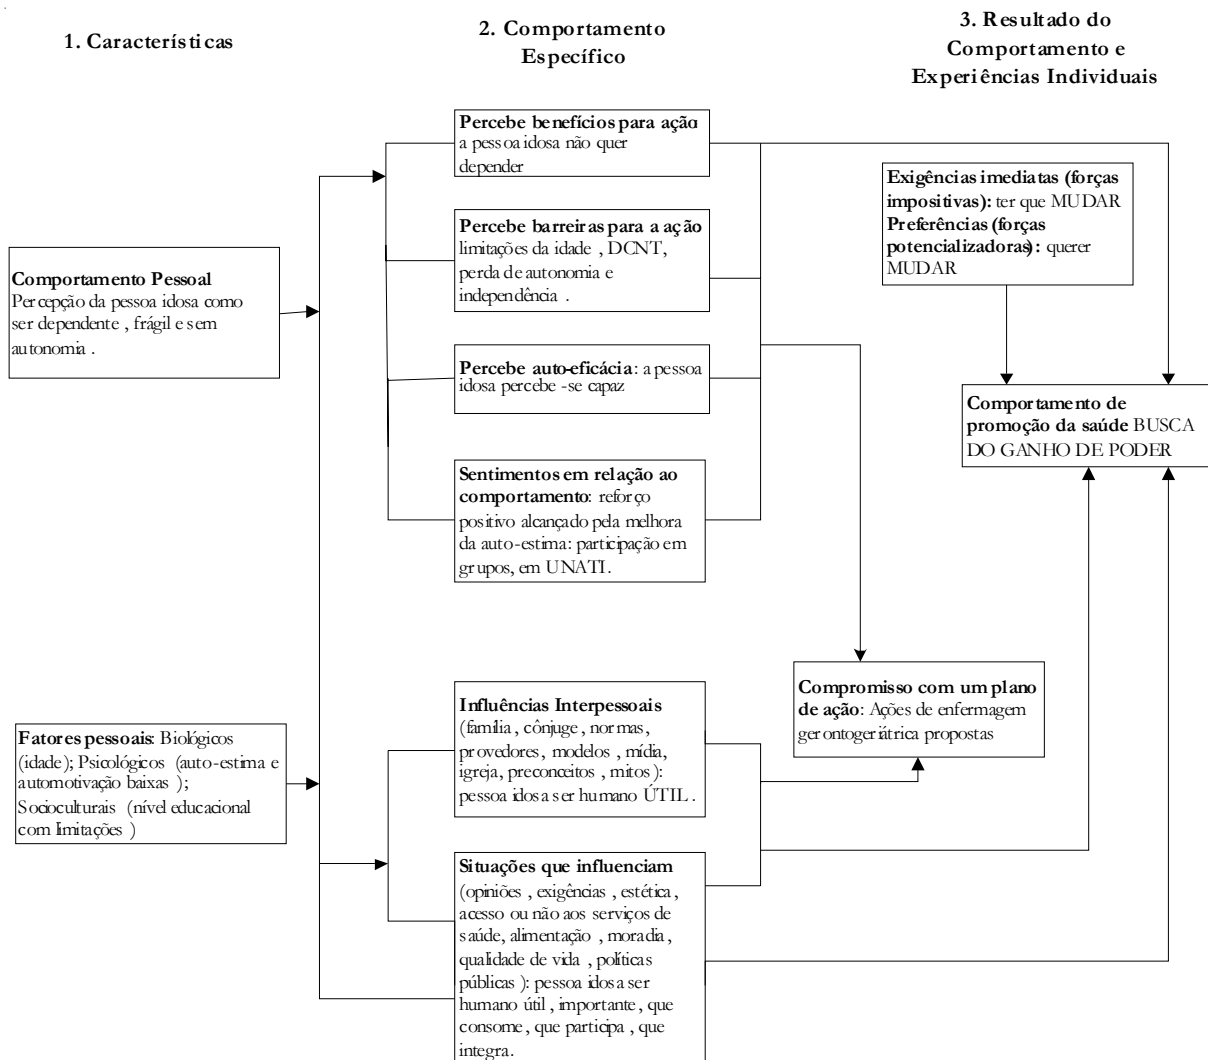 1. Características
2. Comportamento
Específico
3. Resultado do
Comportamento e
Experiências Individuais
Percebe benefícios para ação:
a pessoa idosa não quer
depender
Percebe barreiras para a ação
limitações da idade , DCNT,
perda de autonomia e
independência .
Percebe auto-eficácia: a pessoa
idosa percebe -se capaz
Sentimentos em relação ao
comportamento: reforço
positivo alcançado pela melhora
da auto-estima: participação em
grupos, em UNATI.
Exigências imediatas (forças
impositivas): ter que MUDAR
Preferências (forças
potencializadoras): querer
MUDAR
Comportamento Pessoal
Percepção da pessoa idosa como
ser dependente , frágil e sem
autonomia .
Comportamento de
promoção da saúde BUSCA
DO GANHO DE PODER
Fatores pessoais: Biológicos
(idade); Psicológicos (auto-estima e
automotivação baixas );
Socioculturais (nível educacional
com limitações )
Influências Interpessoais
(família , cônjuge , normas,
provedores , modelos , mídia,
igreja, preconceitos , mitos):
pessoa idosa ser humano ÚTIL .
Compromisso com um plano
de ação: Ações de enfermagem
gerontogeriátrica propostas
Situações que influenciam
(opiniões , exigências , estética ,
acesso ou não aos serviços de
saúde, alimentação , moradia ,
qualidade de vida , políticas
públicas ): pessoa idosa ser
humano útil , importante , que
consome , que participa , que
integra.